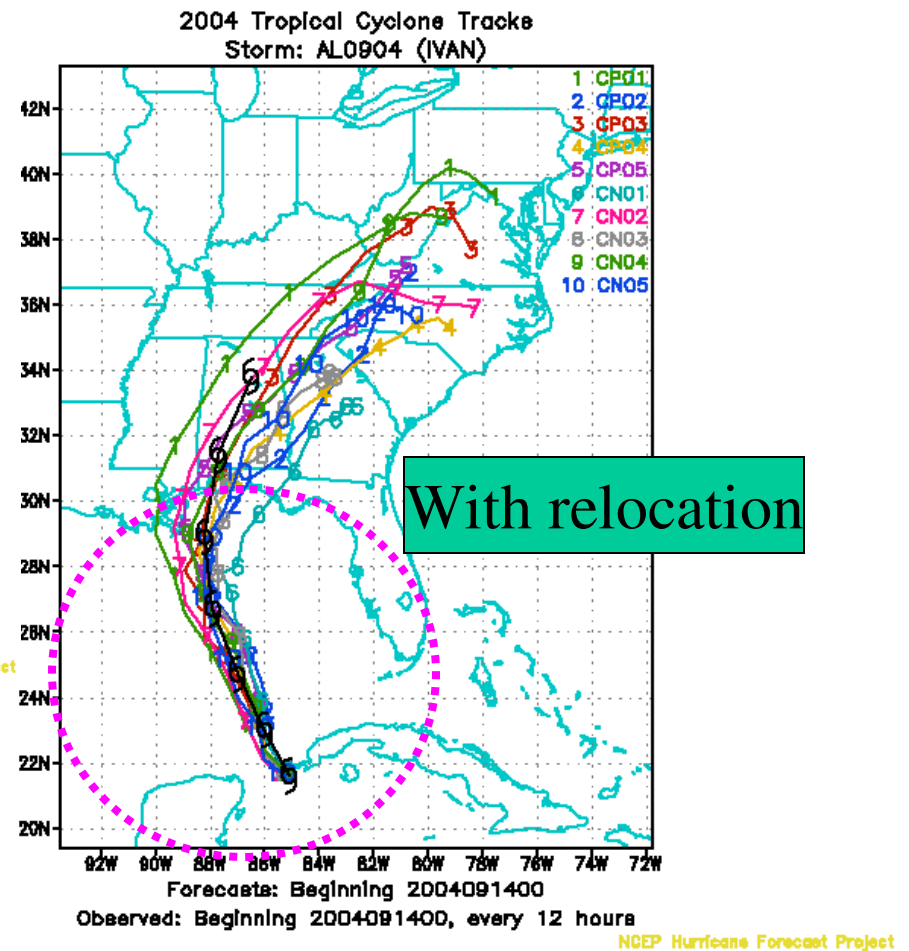 2004 Tropical Cyclone Tracks
Storm: AL0904 (IVAN)
1 CP01
2 CP02
3 CP03
4 CP04
5 CP05
6 CN01
7 CN02
8 CN03
9 CN04
10 CN05
42N
40N
38N
36N
34N
32N
30N
28N
26N
24N
22N
20N
With relocation
ct
92W 90W 88W 86W 84W 82W 80W 78W 76W 74W 72W
Forecasts: Beginning 2004091400
Observed: Beginning 2004091400, every 12 hours
NCEP Hurricane Forecast Project